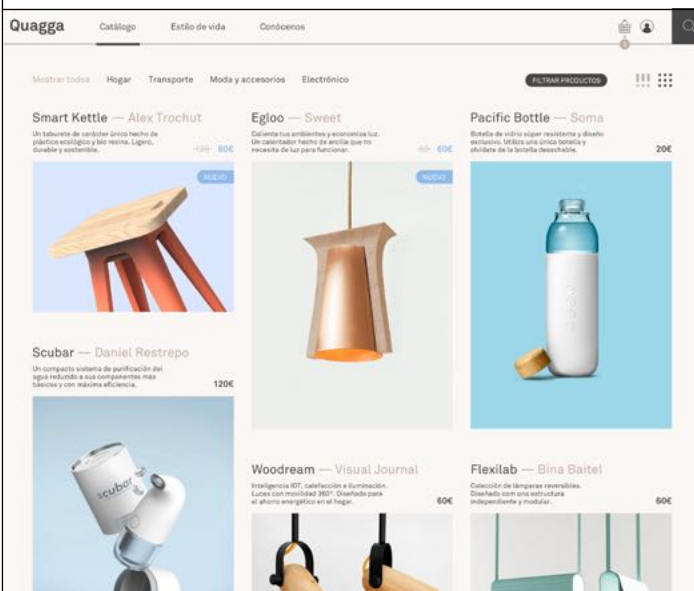 Quagga
Catálogo
Estilo de vida
Conócenos
Mostrar todos
Hogar
Transporte
Moda y accesorios
Electrónico
FILTRAR PRODUCTOS
Smart Kettle — Alex Trochut
Un taburete de carácter único hecho de
plástico ecológico y bio resina. Ligero,
durable y sostenible.
120 80€
NUEVO
Egloo — Sweet
Calienta tus ambientes y economiza luz.
Un calentador hecho de arcilla que no
necesita de luz para funcionar.
80 60€
NUEVO
Pacific Bottle — Soma
Botella de vidrio súper resistente y diseño
exclusivo. Utiliza una única botella y
olvídate de la botella desechable.
20€
Scubar — Daniel Restrepo
Un compacto sistema de purificación del
agua reducido a sus componentes más
básicos y con máxima eficiencia.
120€
scubar
Woodream — Visual Journal
Inteligencia IOT, calefacción e iluminación.
Luces con movilidad 360º. Diseñado para
el ahorro energético en el hogar.
60€
Flexilab — Bina Baitel
Colección de lámparas reversibles.
Diseñado com una estructura
independiente y modular.
60€